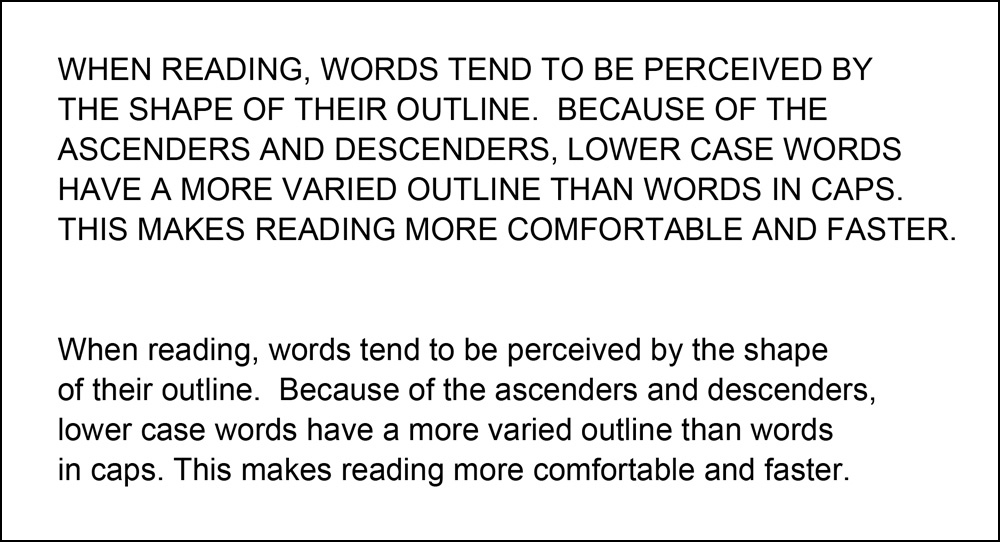 WHEN READING, WORDS TEND TO BE PERCEIVED BY
THE SHAPE OF THEIR OUTLINE.  BECAUSE OF THE
ASCENDERS AND DESCENDERS, LOWER CASE WORDS
HAVE A MORE VARIED OUTLINE THAN WORDS IN CAPS.
THIS MAKES READING MORE COMFORTABLE AND FASTER.
When reading, words tend to be perceived by the shape
of their outline.  Because of the ascenders and descenders,
lower case words have a more varied outline than words
in caps. This makes reading more comfortable and faster.